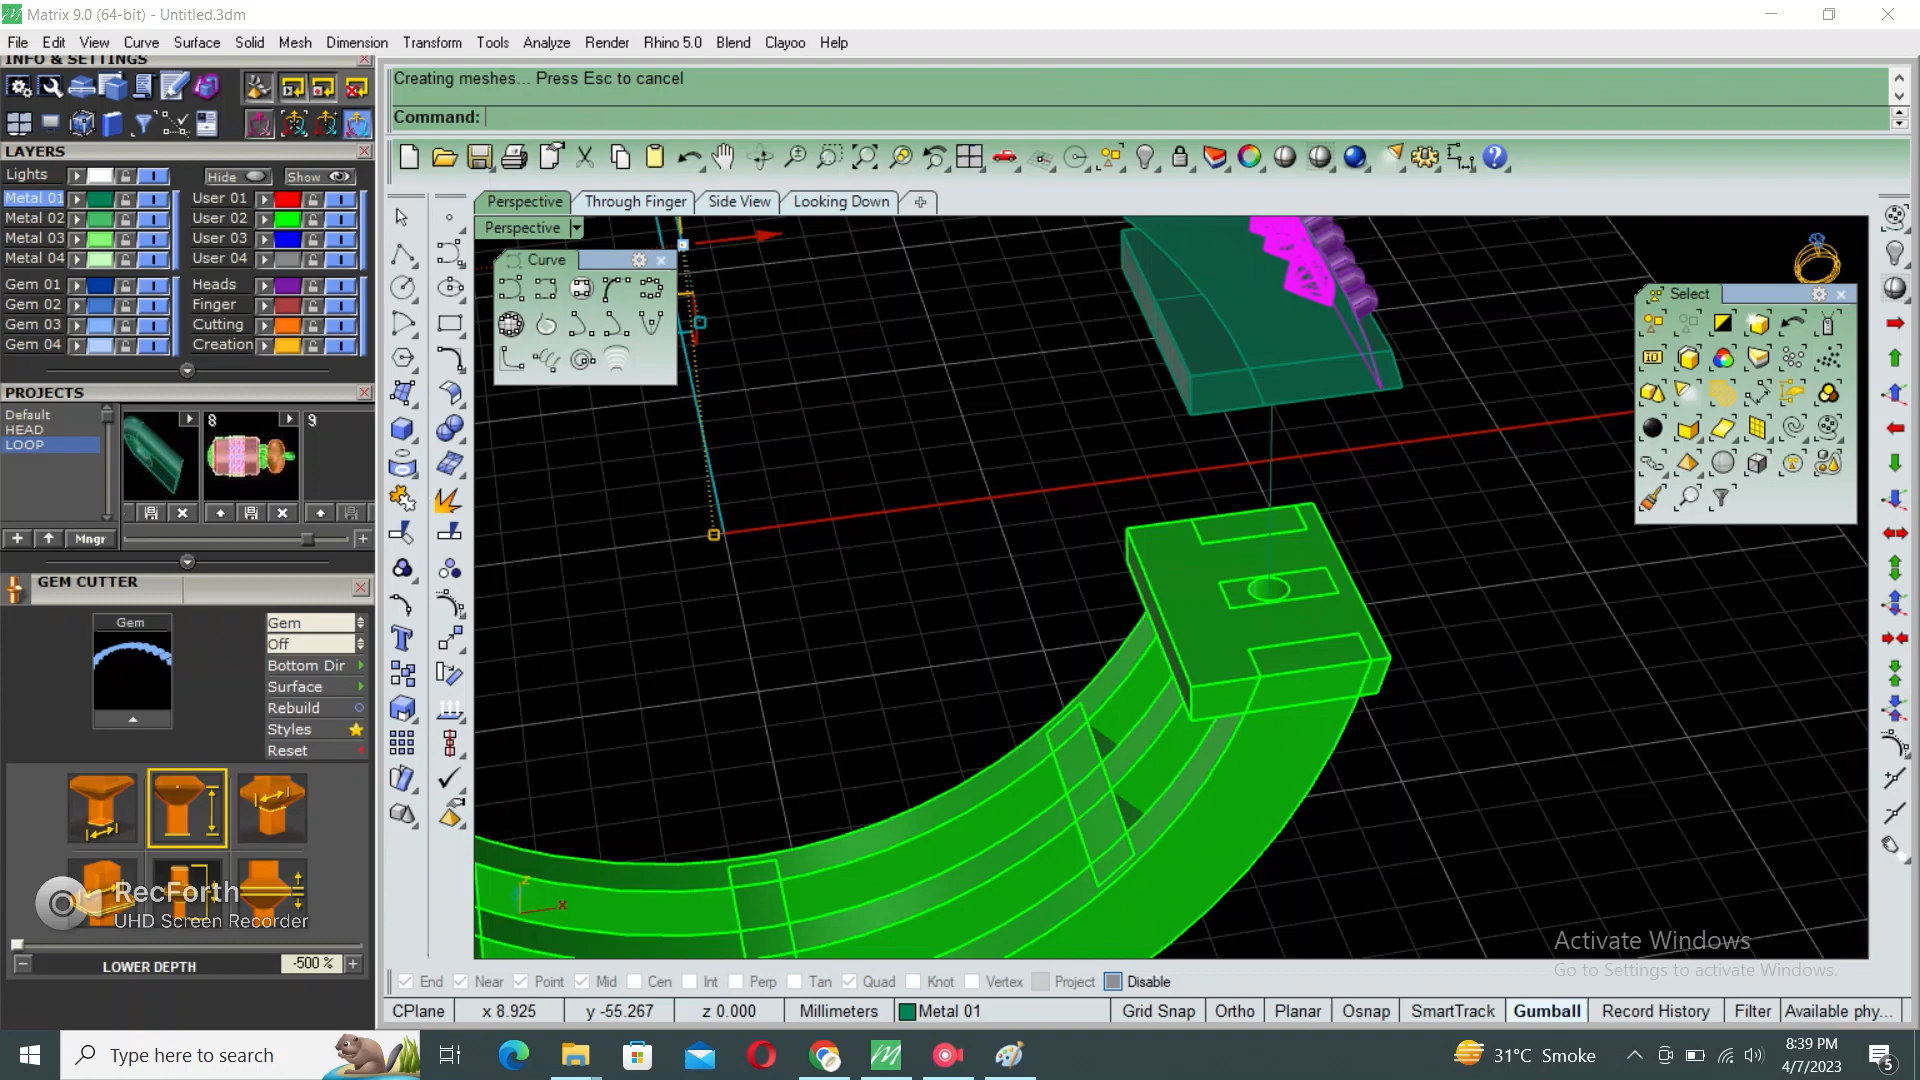 Matrix 9.0 (64-bit) - Untitled.3dm
File Edit View Curve Surface Solid Mesh Dimension Transform Tools Analyze Render Rhino 5.0 Blend Clayoo Help
INFO & SETTINGS
Creating meshes... Press Esc to cancel
Command:
LAYERS
Lights Hide Show
Metal 01 User 01
Metal 02 User 02
Metal 03 User 03
Metal 04 User 04
Gem 01 Heads
Gem 02 Finger
Gem 03 Cutting
Gem 04 Creation
PROJECTS
Default
HEAD
LOOP
8
9
Mngr
GEM CUTTER
Gem
Gem
Off
Bottom Dir
Surface
Rebuild
Styles
Reset
RecForth
UHD Screen Recorder
LOWER DEPTH -500 %
Perspective Through Finger Side View Looking Down
Perspective
Curve
Select
ID
z
x
Activate Windows
Go to Settings to activate Windows.
End Near Point Mid Cen Int Perp Tan Quad Knot Vertex Project Disable
CPlane x 8.925 y -55.267 z 0.000 Millimeters Metal 01 Grid Snap Ortho Planar Osnap SmartTrack Gumball Record History Filter Available phy...
Type here to search
31°C Smoke
8:39 PM
4/7/2023
5